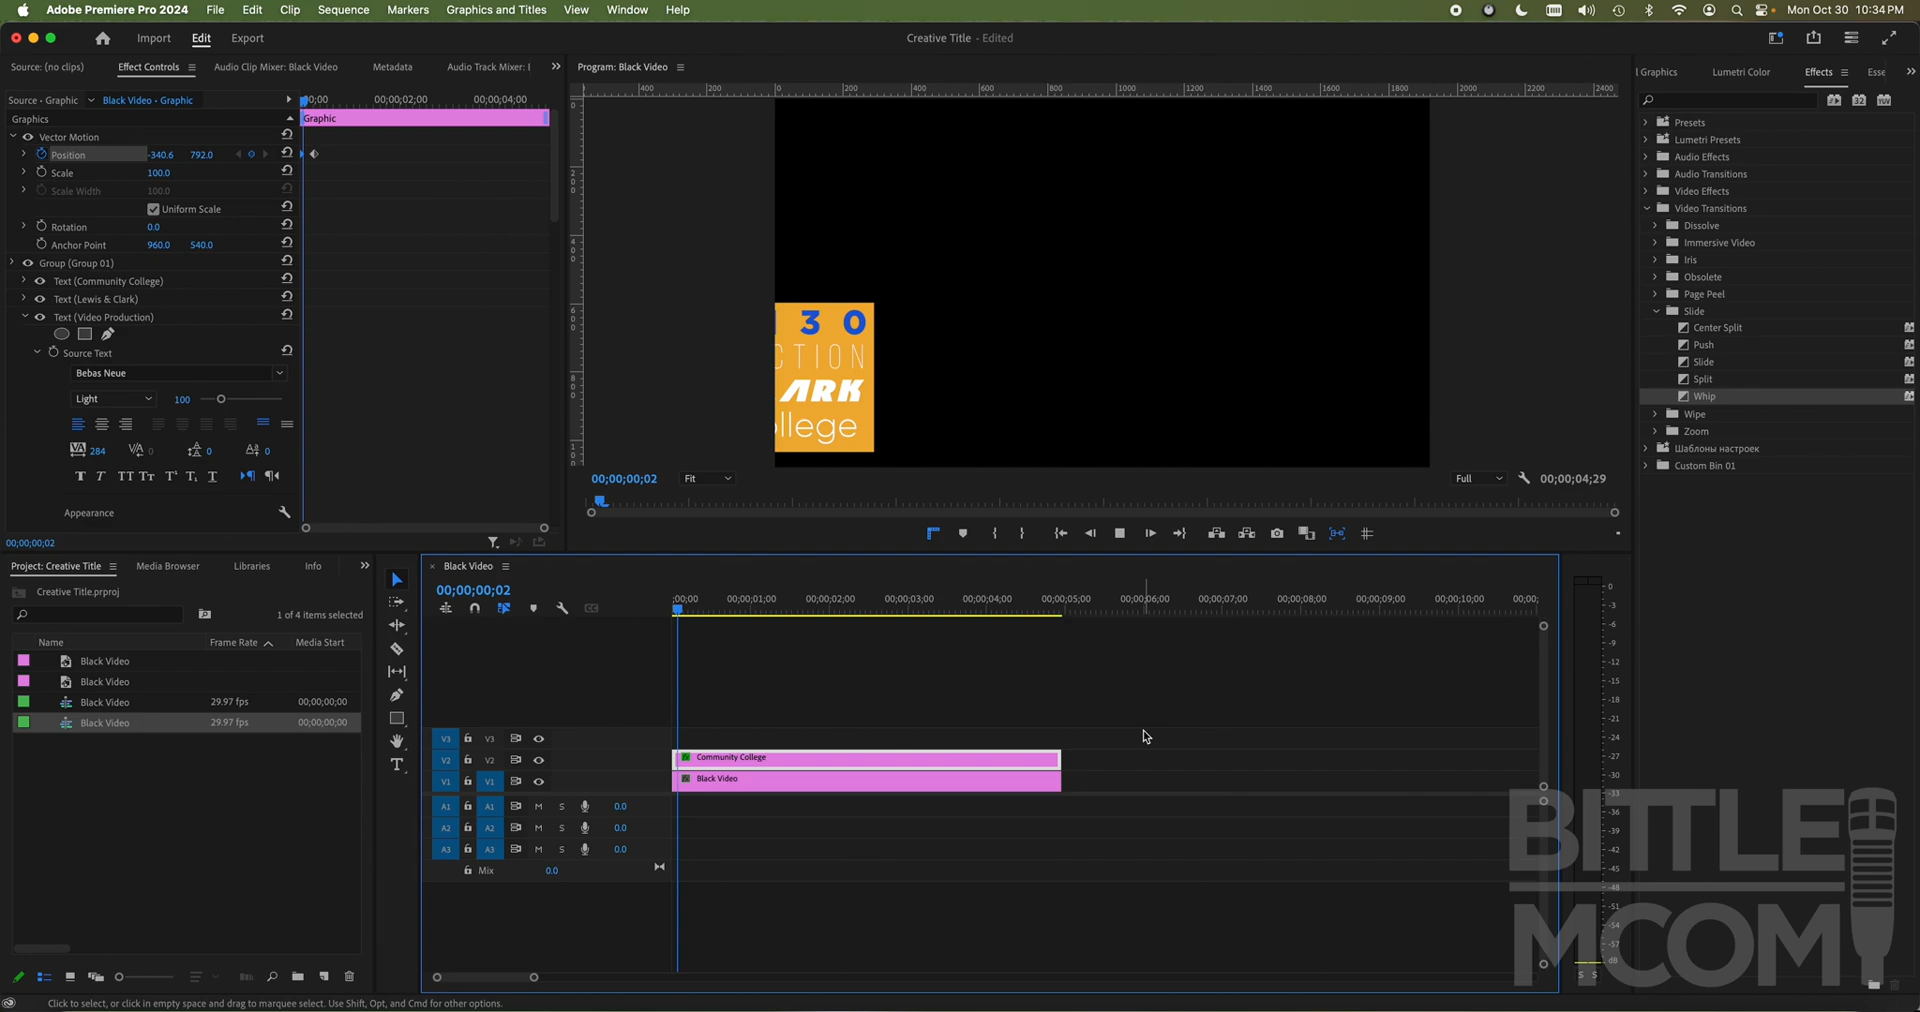 Adobe Premiere Pro 2024 File Edit Clip Sequence Markers Graphics and Titles View Window Help Mon Oct 30 10:34 PM
Import Edit Export Creative Title - Edited
Source: (no clips) Effect Controls Audio Clip Mixer: Black Video Metadata Audio Track Mixer:
Program: Black Video
Graphics Lumetri Color Effects Esse
Source · Graphic Black Video · Graphic
;00;00 00;00;02;00 00;00;04;00
Graphics
Graphic
Vector Motion
Position -340.6 792.0
Scale 100.0
Scale Width 100.0
Uniform Scale
Rotation 0.0
Anchor Point 960.0 540.0
Group (Group 01)
Text (Community College)
Text (Lewis & Clark)
Text (Video Production)
Source Text
Bebas Neue
Light 100
284 0 0 0
Appearance
00;00;00;02
400 200 0 200 400 600 800 1000 1200 1400 1600 1800 2000 2200 2400
3 0
CTION
ARK
ollege
00;00;00;02 Fit Full 00;00;04;29
Presets
Lumetri Presets
Audio Effects
Audio Transitions
Video Effects
Video Transitions
Dissolve
Immersive Video
Iris
Obsolete
Page Peel
Slide
Center Split
Push
Slide
Split
Whip
Wipe
Zoom
Шаблоны настроек
Custom Bin 01
Project: Creative Title Media Browser Libraries Info
Creative Title.prproj
1 of 4 items selected
Name Frame Rate Media Start
Black Video
Black Video
Black Video 29.97 fps 00;00;00;00
Black Video 29.97 fps 00;00;00;00
Black Video
00;00;00;02
;00;00 00;00;01;00 00;00;02;00 00;00;03;00 00;00;04;00 00;00;05;00 00;00;06;00 00;00;07;00 00;00;08;00 00;00;09;00 00;00;10;00 00;00;
V3 V3
V2 V2 Community College
V1 V1 Black Video
A1 A1 M S 0.0
A2 A2 M S 0.0
A3 A3 M S 0.0
Mix 0.0
0
-3
-6
-9
-12
-15
-18
-21
-24
-27
-30
-33
-36
-39
-42
-45
-48
-51
-54
-57
dB
S S
BITTLE
MCOM
Click to select, or click in empty space and drag to marquee select. Use Shift, Opt, and Cmd for other options.